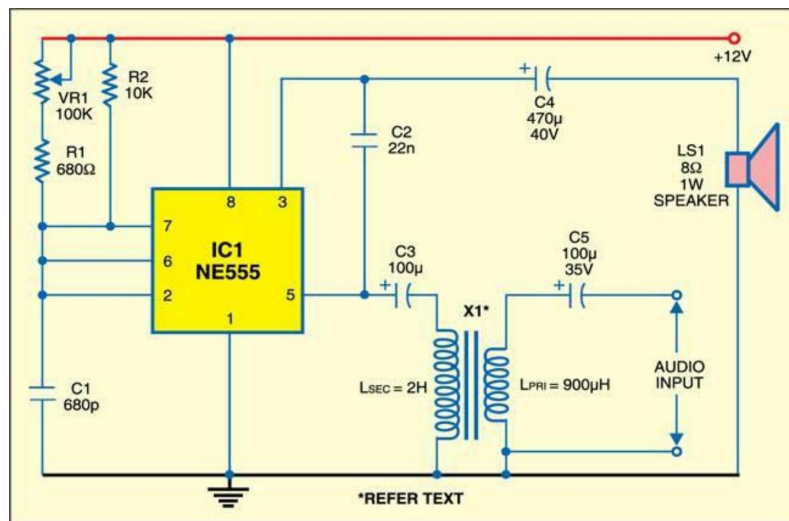 +12V
VR1
100K
R2
10K
R1
680Ω
C2
22n
+
C4
470µ
40V
LS1
8Ω
1W
SPEAKER
8
3
7
IC1
NE555
6
2
5
1
C3
100µ
+
C5
100µ
35V
+
X1*
LSEC = 2H
LPRI = 900µH
AUDIO
INPUT
C1
680p
*REFER TEXT